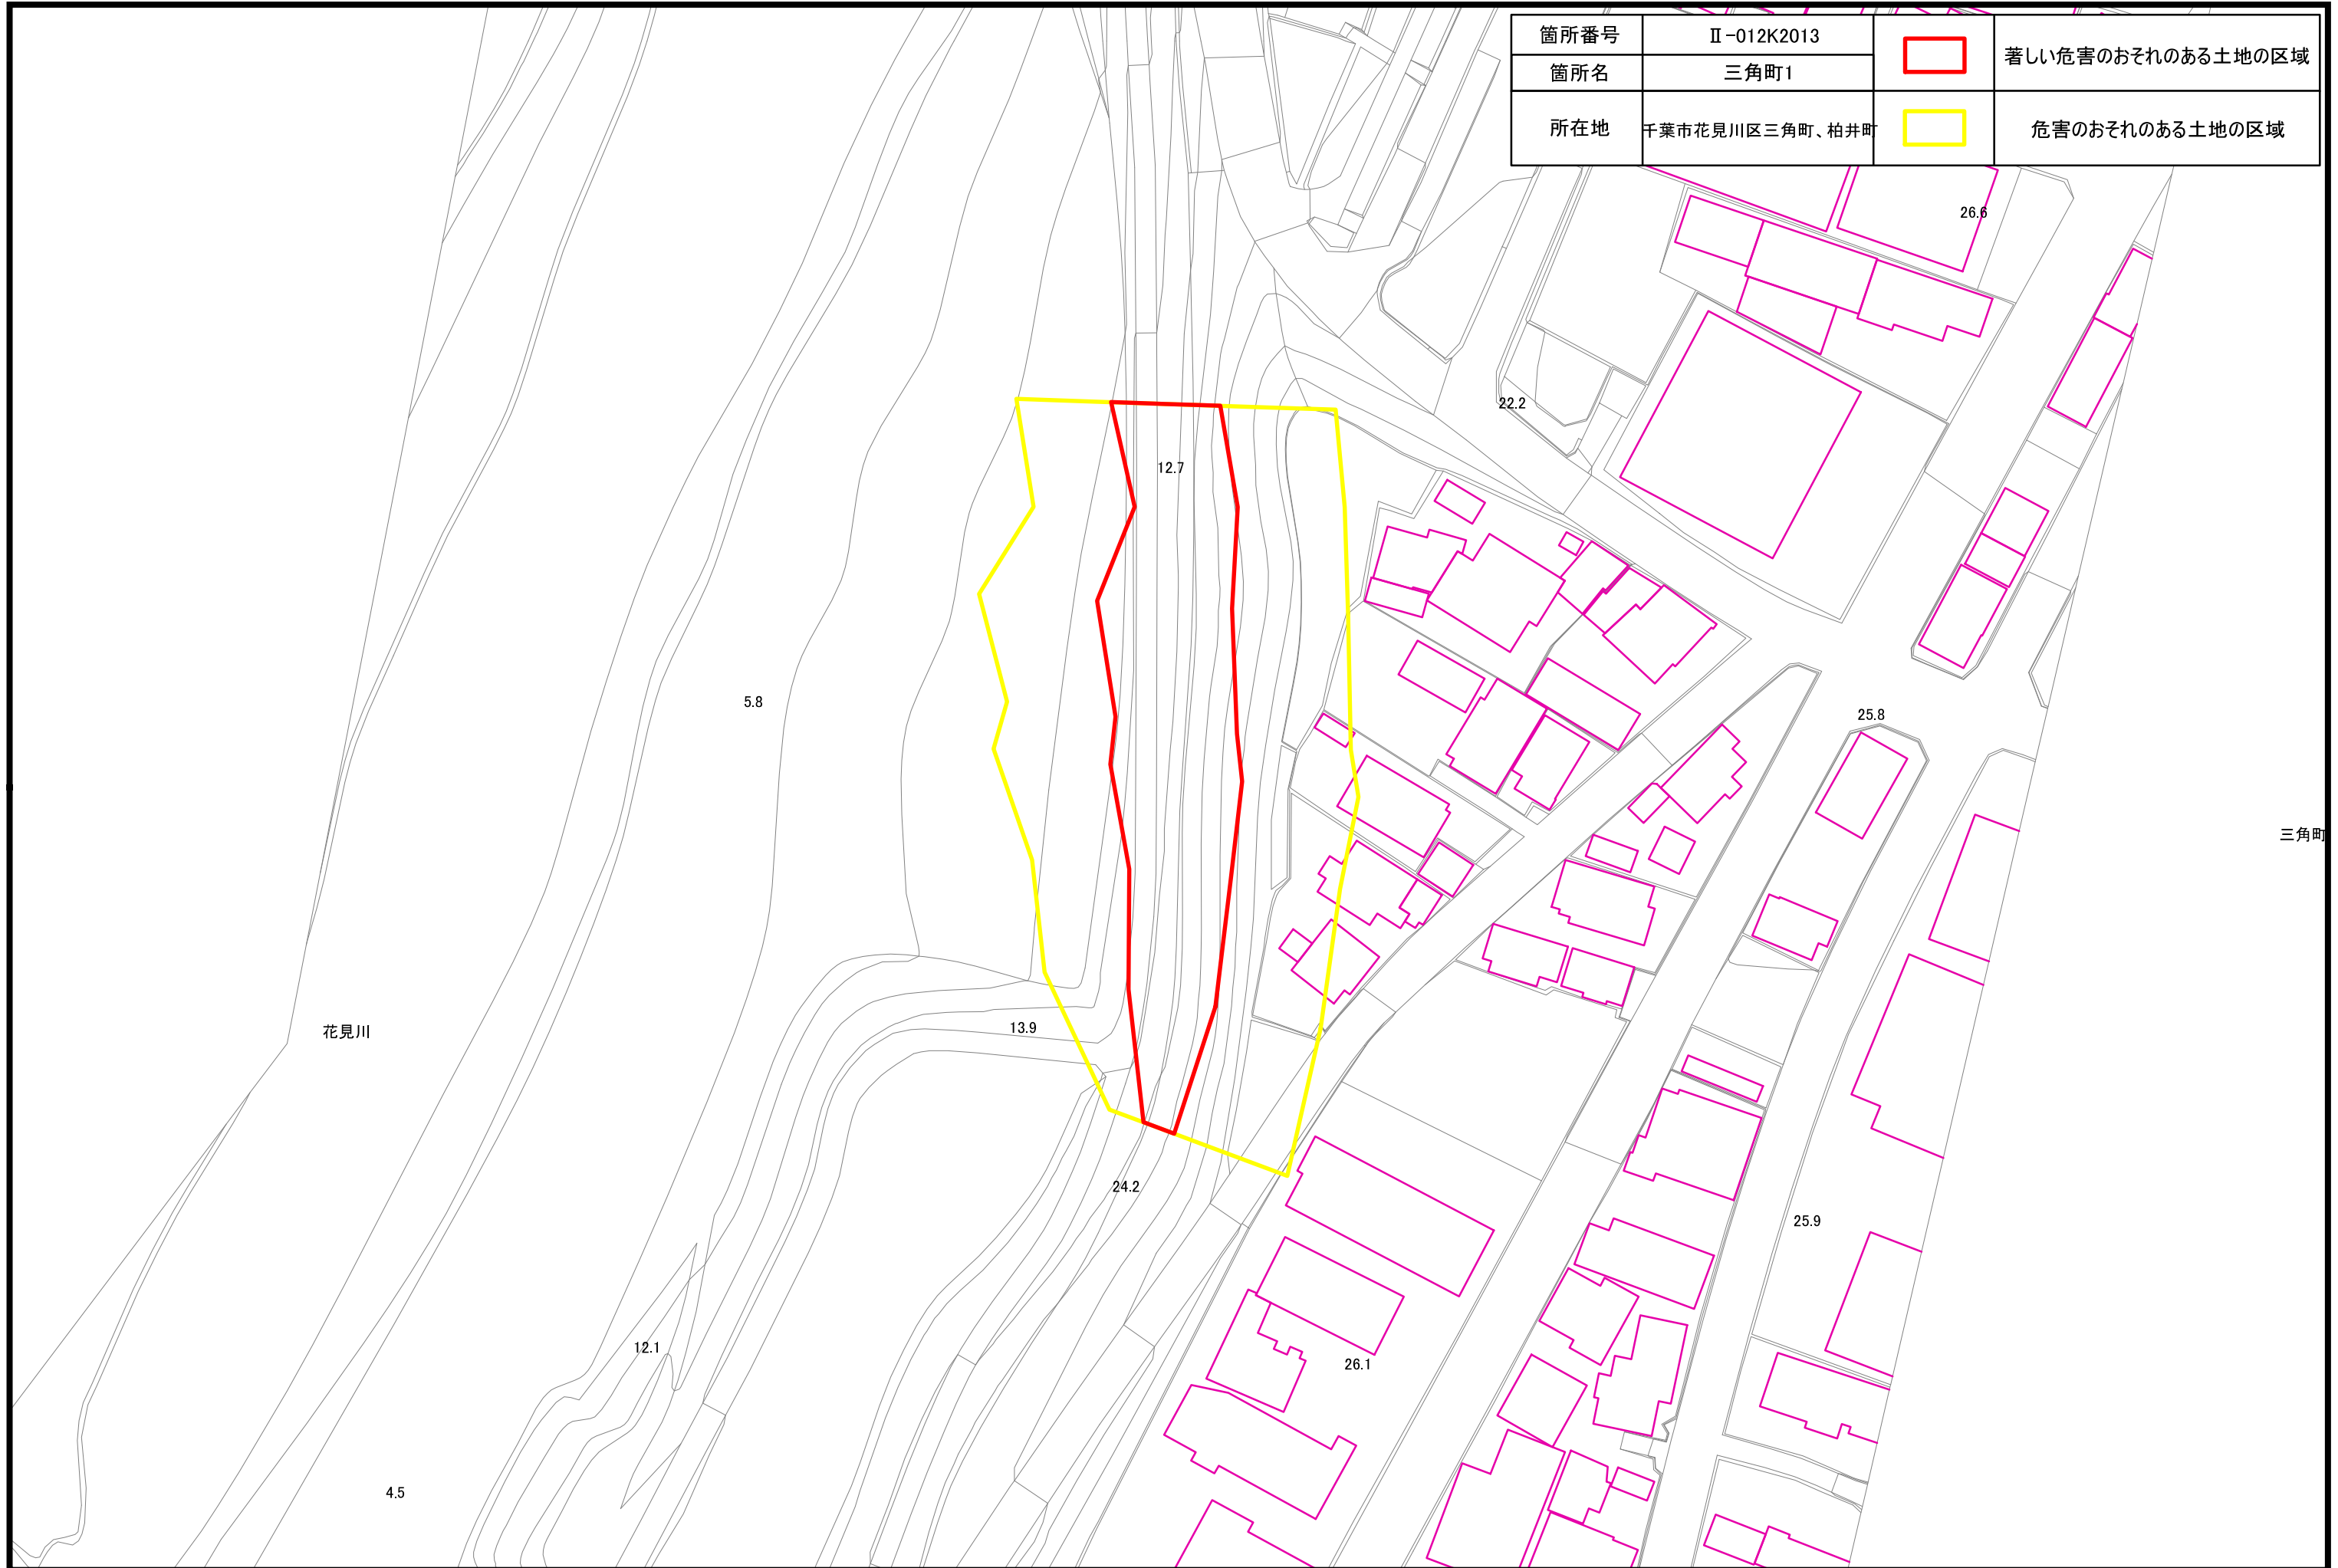 箇所番号 Ⅱ-012K2013 著しい危害のおそれのある土地の区域
箇所名 三角町1
所在地 千葉市花見川区三角町、柏井町 危害のおそれのある土地の区域
26.6
22.2
12.7
5.8
25.8
三角町
花見川
13.9
24.2
25.9
12.1
26.1
4.5